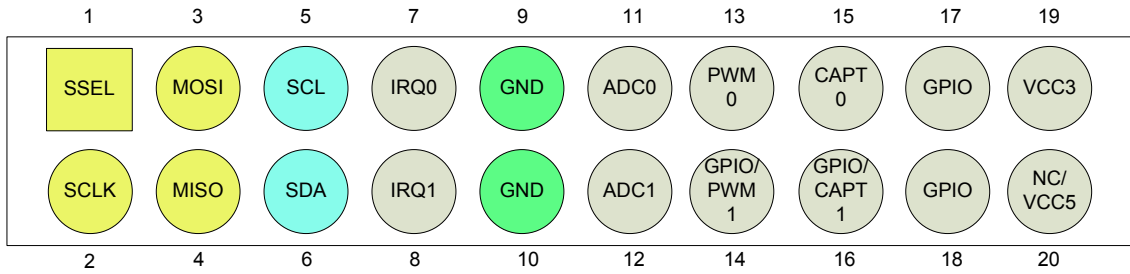 1 3 5 7 9 11 13 15 17 19
SSEL MOSI SCL IRQ0 GND ADC0 PWM 0 CAPT 0 GPIO VCC3
SCLK MISO SDA IRQ1 GND ADC1 GPIO/ PWM 1 GPIO/ CAPT 1 GPIO NC/ VCC5
2 4 6 8 10 12 14 16 18 20